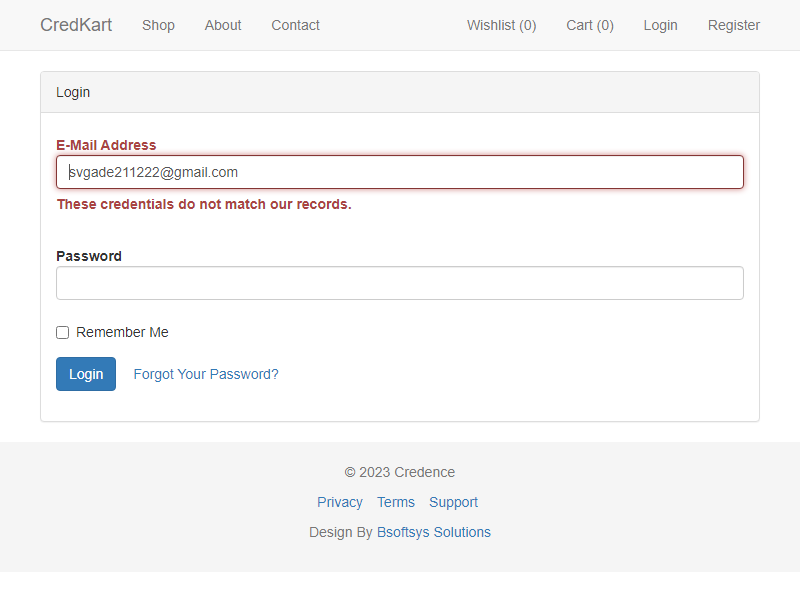 CredKart Shop About Contact Wishlist (0) Cart (0) Login Register
Login
E-Mail Address
svgade211222@gmail.com
These credentials do not match our records.
Password
Remember Me
Login Forgot Your Password?
© 2023 Credence
Privacy Terms Support
Design By Bsoftsys Solutions